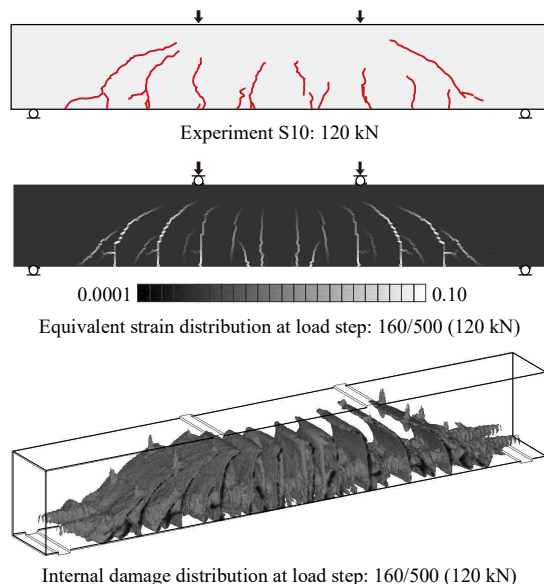 Experiment S10: 120 kN
0.0001 0.10
Equivalent strain distribution at load step: 160/500 (120 kN)
Internal damage distribution at load step: 160/500 (120 kN)